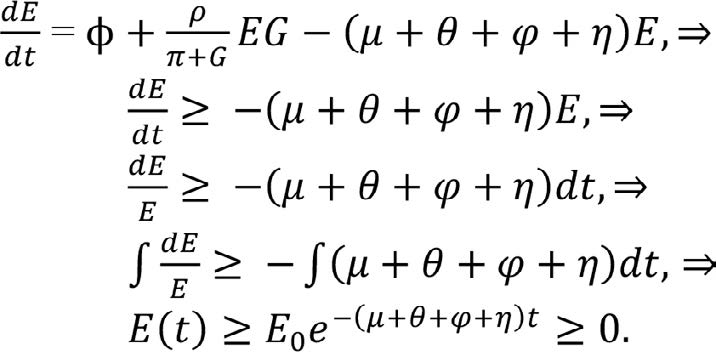 dE/dt = ϕ + ρ/(π+G) EG − (μ + θ + φ + η)E, ⇒
dE/dt ≥ −(μ + θ + φ + η)E, ⇒
dE/E ≥ −(μ + θ + φ + η)dt, ⇒
∫ dE/E ≥ − ∫(μ + θ + φ + η)dt, ⇒
E(t) ≥ E₀e^−(μ+θ+φ+η)t ≥ 0.